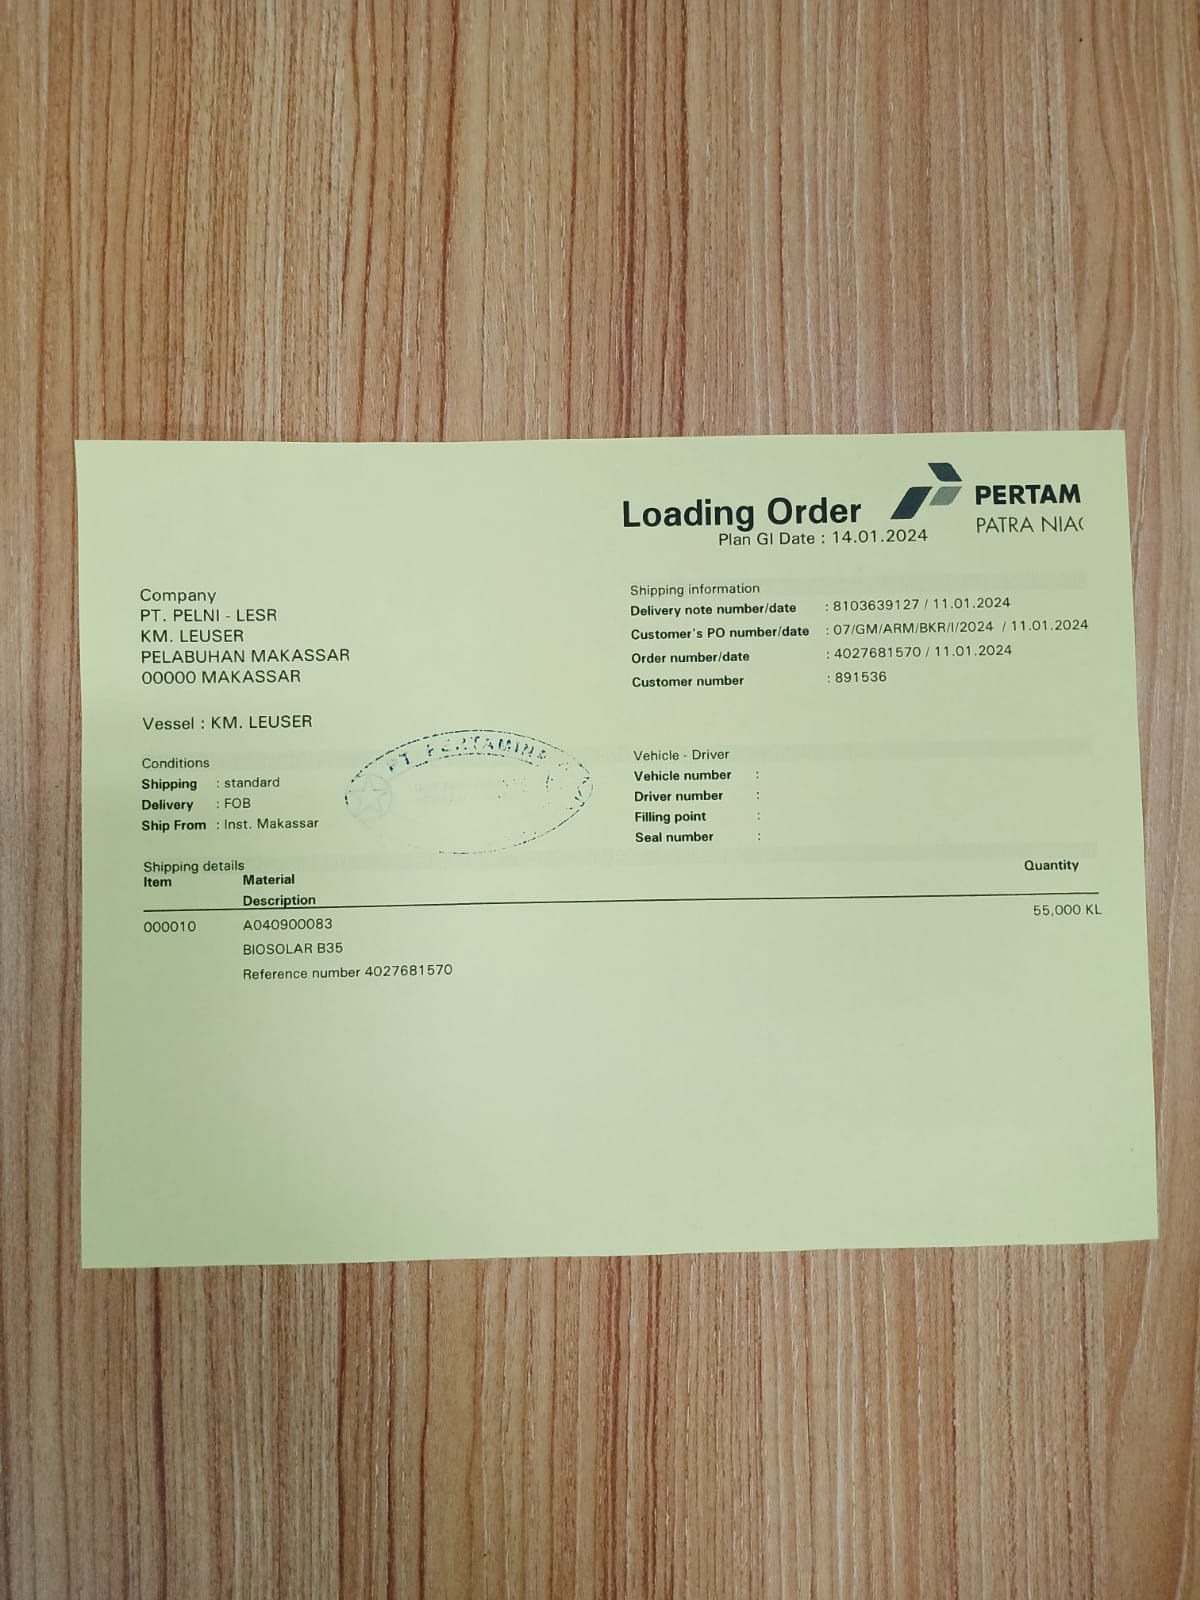 Loading Order
Plan GI Date : 14.01.2024
PERTAM
PATRA NIA
Company
PT. PELNI - LESR
KM. LEUSER
PELABUHAN MAKASSAR
00000 MAKASSAR
Vessel : KM. LEUSER
Shipping information
Delivery note number/date : 8103639127 / 11.01.2024
Customer's PO number/date : 07/GM/ARM/BKR/I/2024 / 11.01.2024
Order number/date : 4027681570 / 11.01.2024
Customer number : 891536
Conditions
Shipping : standard
Delivery : FOB
Ship From : Inst. Makassar
PT PERTAMINA
Vehicle - Driver
Vehicle number :
Driver number :
Filling point :
Seal number :
Shipping details
Item Material Quantity
Description
000010 A040900083 55,000 KL
BIOSOLAR B35
Reference number 4027681570